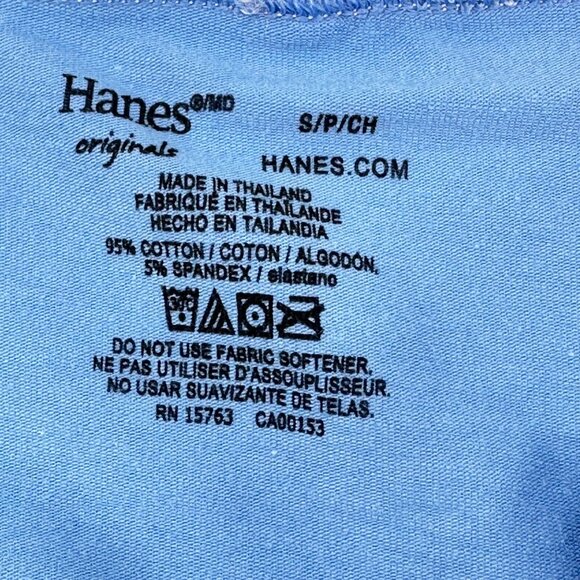 Hanes®/MD
originals
S/P/CH
HANES.COM
MADE IN THAILAND
FABRIQUÉ EN THAÏLANDE
HECHO EN TAILANDIA
95% COTTON / COTON / ALGODÓN,
5% SPANDEX / elastano
DO NOT USE FABRIC SOFTENER.
NE PAS UTILISER D'ASSOUPLISSEUR.
NO USAR SUAVIZANTE DE TELAS.
RN 15763 CA00153